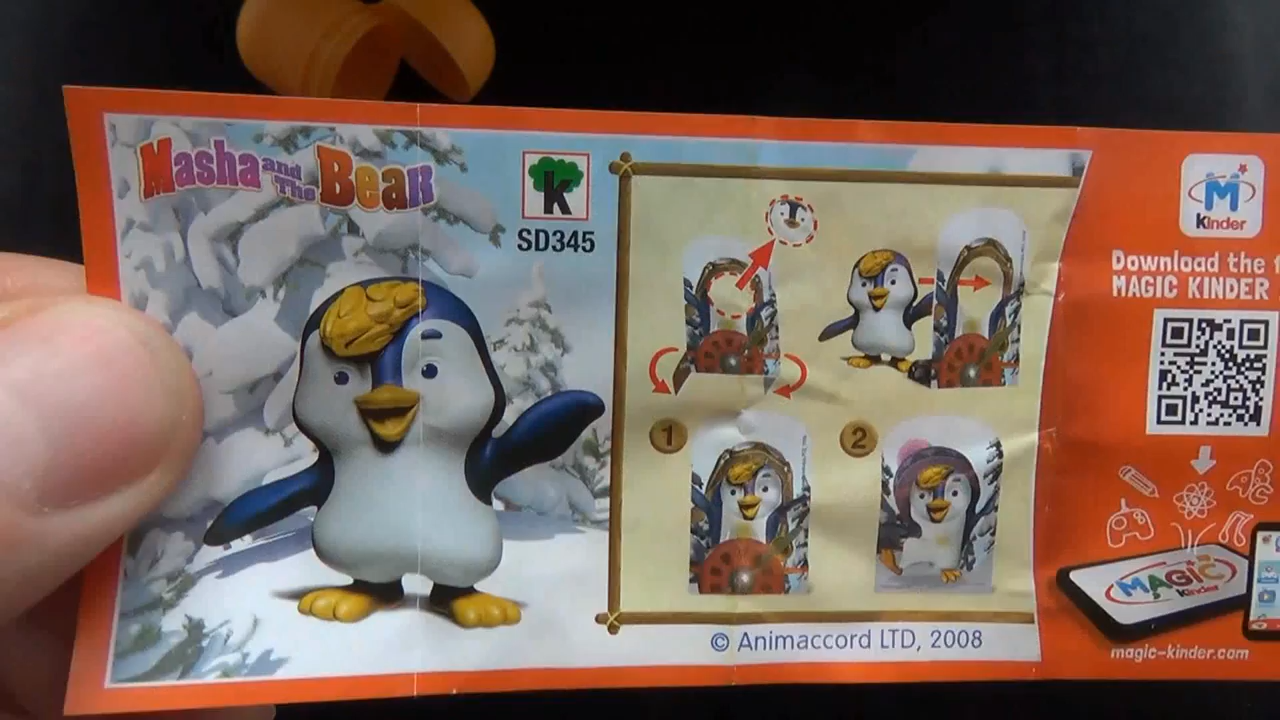 Masha and The Bear
k
SD345
1
2
© Animaccord LTD, 2008
M
Kinder
Download the
MAGIC KINDER
MAGIC
Kinder
magic-kinder.com